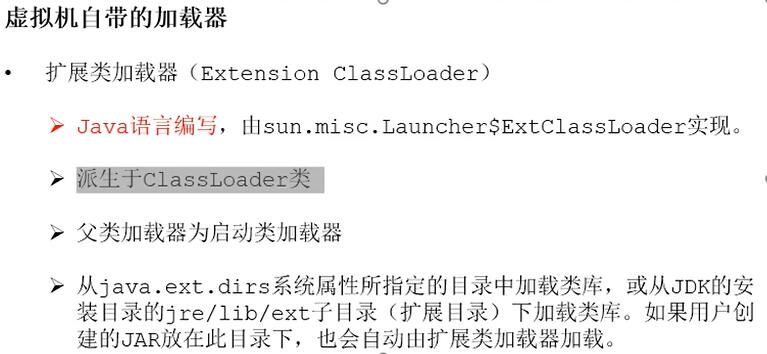 虚拟机自带的加载器
• 扩展类加载器（Extension ClassLoader）
➢ Java语言编写，由sun.misc.Launcher$ExtClassLoader实现。
➢ 派生于ClassLoader类
➢ 父类加载器为启动类加载器
➢ 从java.ext.dirs系统属性所指定的目录中加载类库，或从JDK的安
装目录的jre/lib/ext子目录（扩展目录）下加载类库。如果用户创
建的JAR放在此目录下，也会自动由扩展类加载器加载。